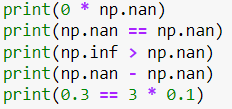 print(0 * np.nan)
print(np.nan == np.nan)
print(np.inf > np.nan)
print(np.nan - np.nan)
print(0.3 == 3 * 0.1)